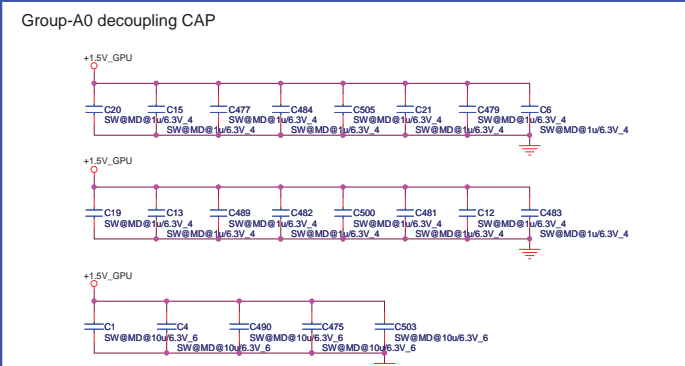 Group-A0 decoupling CAP
+1.5V_GPU
C20 C15 C477 C484 C505 C21 C479 C6
SW@MD@1u/6.3V_4 SW@MD@1u/6.3V_4 SW@MD@1u/6.3V_4 SW@MD@1u/6.3V_4
SW@MD@1u/6.3V_4 SW@MD@1u/6.3V_4 SW@MD@1u/6.3V_4 SW@MD@1u/6.3V_4
+1.5V_GPU
C19 C13 C489 C482 C500 C481 C12 C483
SW@MD@1u/6.3V_4 SW@MD@1u/6.3V_4 SW@MD@1u/6.3V_4 SW@MD@1u/6.3V_4
SW@MD@1u/6.3V_4 SW@MD@1u/6.3V_4 SW@MD@1u/6.3V_4 SW@MD@1u/6.3V_4
+1.5V_GPU
C1 C4 C490 C475 C503
SW@MD@10u/6.3V_6 SW@MD@10u/6.3V_6 SW@MD@10u/6.3V_6
SW@MD@10u/6.3V_6 SW@MD@10u/6.3V_6